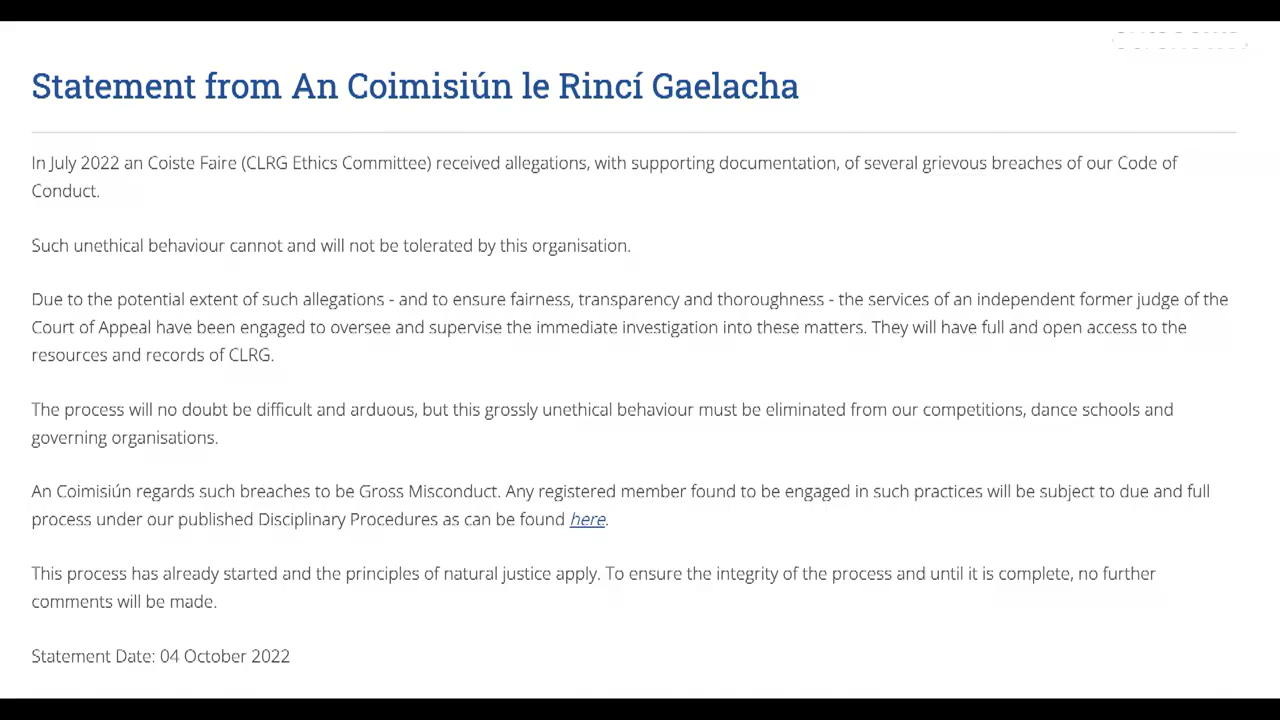 Statement from An Coimisiún le Rincí Gaelacha
In July 2022 an Coiste Faire (CLRG Ethics Committee) received allegations, with supporting documentation, of several grievous breaches of our Code of
Conduct.
Such unethical behaviour cannot and will not be tolerated by this organisation.
Due to the potential extent of such allegations - and to ensure fairness, transparency and thoroughness - the services of an independent former judge of the
Court of Appeal have been engaged to oversee and supervise the immediate investigation into these matters. They will have full and open access to the
resources and records of CLRG.
The process will no doubt be difficult and arduous, but this grossly unethical behaviour must be eliminated from our competitions, dance schools and
governing organisations.
An Coimisiún regards such breaches to be Gross Misconduct. Any registered member found to be engaged in such practices will be subject to due and full
process under our published Disciplinary Procedures as can be found here.
This process has already started and the principles of natural justice apply. To ensure the integrity of the process and until it is complete, no further
comments will be made.
Statement Date: 04 October 2022